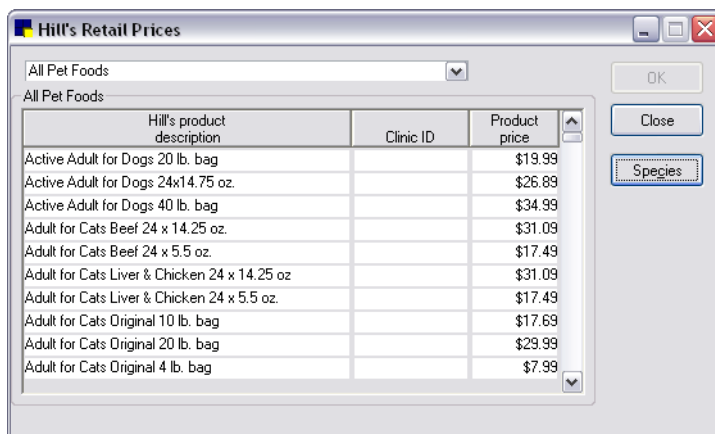 Hill's Retail Prices
All Pet Foods
OK
All Pet Foods
Close
Hill's product
description
Clinic ID
Product
price
Species
Active Adult for Dogs 20 lb. bag $19.99
Active Adult for Dogs 24x14.75 oz. $26.89
Active Adult for Dogs 40 lb. bag $34.99
Adult for Cats Beef 24 x 14.25 oz. $31.09
Adult for Cats Beef 24 x 5.5 oz. $17.49
Adult for Cats Liver & Chicken 24 x 14.25 oz $31.09
Adult for Cats Liver & Chicken 24 x 5.5 oz. $17.49
Adult for Cats Original 10 lb. bag $17.69
Adult for Cats Original 20 lb. bag $29.99
Adult for Cats Original 4 lb. bag $7.99